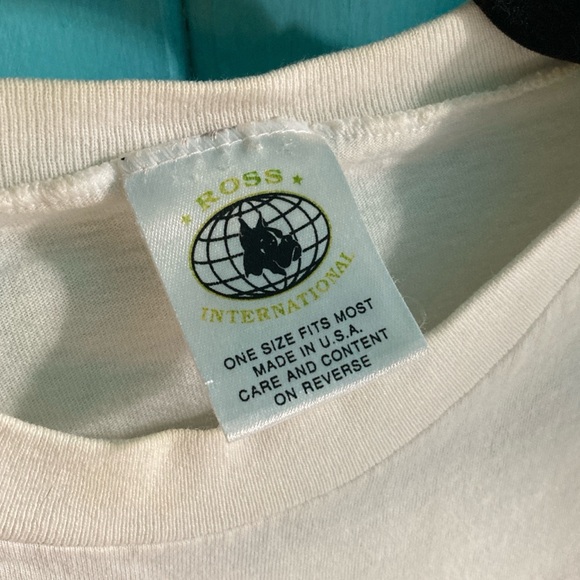 ROSS
INTERNATIONAL
ONE SIZE FITS MOST
MADE IN U.S.A.
CARE AND CONTENT
ON REVERSE